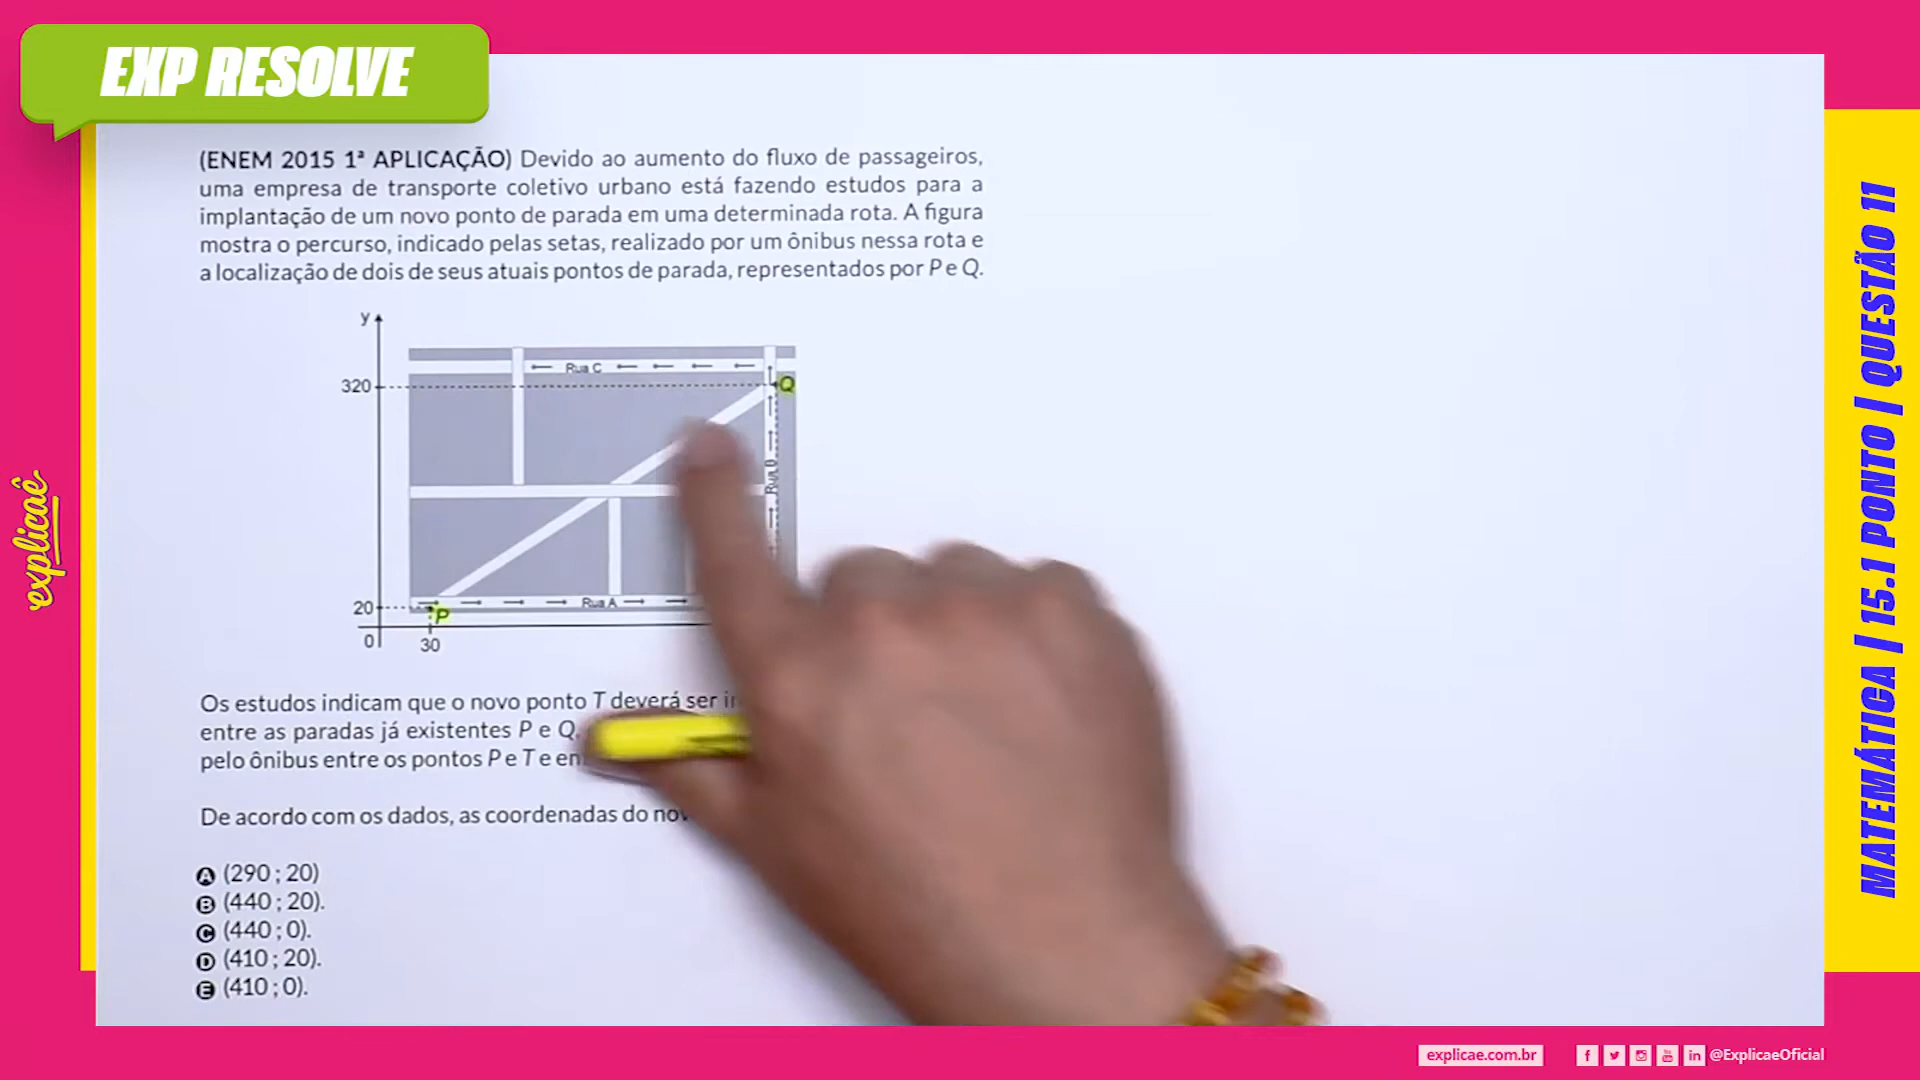 EXP RESOLVE
(ENEM 2015 1ª APLICAÇÃO) Devido ao aumento do fluxo de passageiros,
uma empresa de transporte coletivo urbano está fazendo estudos para a
implantação de um novo ponto de parada em uma determinada rota. A figura
mostra o percurso, indicado pelas setas, realizado por um ônibus nessa rota e
a localização de dois de seus atuais pontos de parada, representados por P e Q.
y
Rua C
320
Q
Rua B
20
P
Rua A
0
30
Os estudos indicam que o novo ponto T deverá ser
entre as paradas já existentes P e Q,
pelo ônibus entre os pontos P e T e
De acordo com os dados, as coordenadas do
A (290 ; 20)
B (440 ; 20).
C (440 ; 0).
D (410 ; 20).
E (410 ; 0).
explicaê
MATEMÁTICA | 15.1 PONTO | QUESTÃO 11
explicae.com.br
@ExplicaeOficial